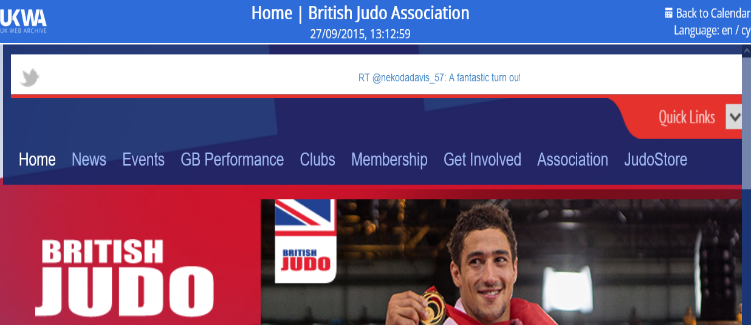 UKWA
UK WEB ARCHIVE
Home | British Judo Association
27/09/2015, 13:12:59
Back to Calendar
Language: en / cy
RT @nekodadavis_57: A fantastic turn out
Quick Links
Home News Events GB Performance Clubs Membership Get Involved Association JudoStore
BRITISH
JUDO
BRITISH
JUDO